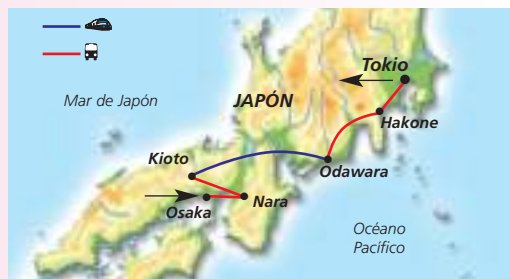 Tokio
Mar de Japón
JAPÓN
Hakone
Kioto
Odawara
Osaka
Nara
Océano
Pacífico